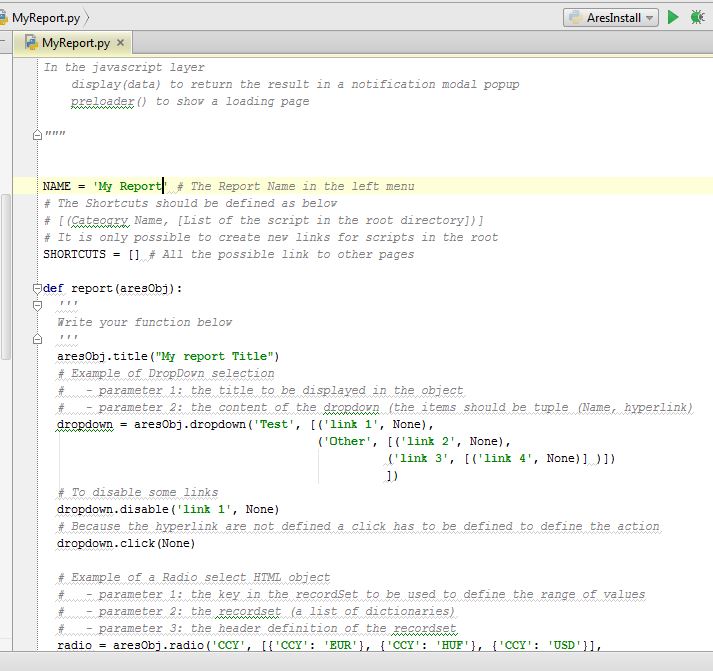 MyReport.py
AresInstall
MyReport.py
In the javascript layer
    display(data) to return the result in a notification modal popup
    preloader() to show a loading page
"""
NAME = 'My Report' # The Report Name in the left menu
# The Shortcuts should be defined as below
# [(Cateogry Name, [List of the script in the root directory])]
# It is only possible to create new links for scripts in the root
SHORTCUTS = [] # All the possible link to other pages
def report(aresObj):
  '''
  Write your function below
  '''
  aresObj.title("My report Title")
  # Example of DropDown selection
  #   - parameter 1: the title to be displayed in the object
  #   - parameter 2: the content of the dropdown (the items should be tuple (Name, hyperlink)
  dropdown = aresObj.dropdown('Test', [('link 1', None),
                                       ('Other', [('link 2', None),
                                                 ('link 3', [('link 4', None)] )])
                                                 ])
  # To disable some links
  dropdown.disable('link 1', None)
  # Because the hyperlink are not defined a click has to be defined to define the action
  dropdown.click(None)
  # Example of a Radio select HTML object
  #   - parameter 1: the key in the recordSet to be used to define the range of values
  #   - parameter 2: the recordset (a list of dictionaries)
  #   - parameter 3: the header definition of the recordset
  radio = aresObj.radio('CCY', [{'CCY': 'EUR'}, {'CCY': 'HUF'}, {'CCY': 'USD'}],